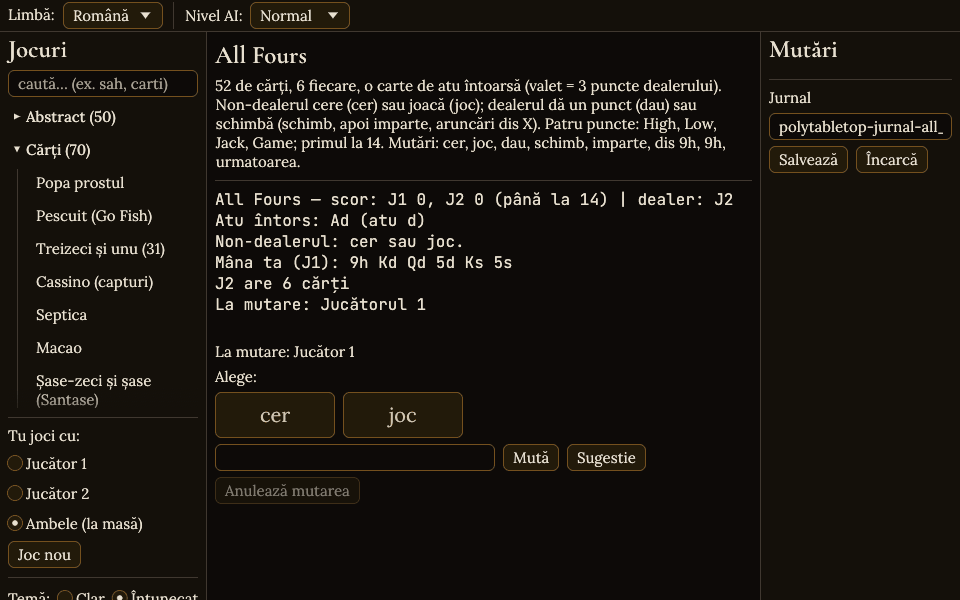 Limbă: Română ▼ Nivel AI: Normal ▼
Jocuri
caută... (ex. sah, carti)
▸ Abstract (50)
▾ Cărți (70)
Popa prostul
Pescuit (Go Fish)
Treizeci și unu (31)
Cassino (capturi)
Septica
Macao
Șase-zeci și șase
(Santase)
Tu joci cu:
Jucător 1
Jucător 2
Ambele (la masă)
Joc nou
Temă: Clar Întunecat
All Fours
52 de cărți, 6 fiecare, o carte de atu întoarsă (valet = 3 puncte dealerului).
Non-dealerul cere (cer) sau joacă (joc); dealerul dă un punct (dau) sau
schimbă (schimb, apoi imparte, aruncări dis X). Patru puncte: High, Low,
Jack, Game; primul la 14. Mutări: cer, joc, dau, schimb, imparte, dis 9h, 9h,
urmatoarea.
All Fours — scor: J1 0, J2 0 (până la 14) | dealer: J2
Atu întors: Ad (atu d)
Non-dealerul: cer sau joc.
Mâna ta (J1): 9h Kd Qd 5d Ks 5s
J2 are 6 cărți
La mutare: Jucătorul 1
La mutare: Jucător 1
Alege:
cer joc
Mută Sugestie
Anulează mutarea
Mutări
Jurnal
polytabletop-jurnal-all_
Salvează Încarcă